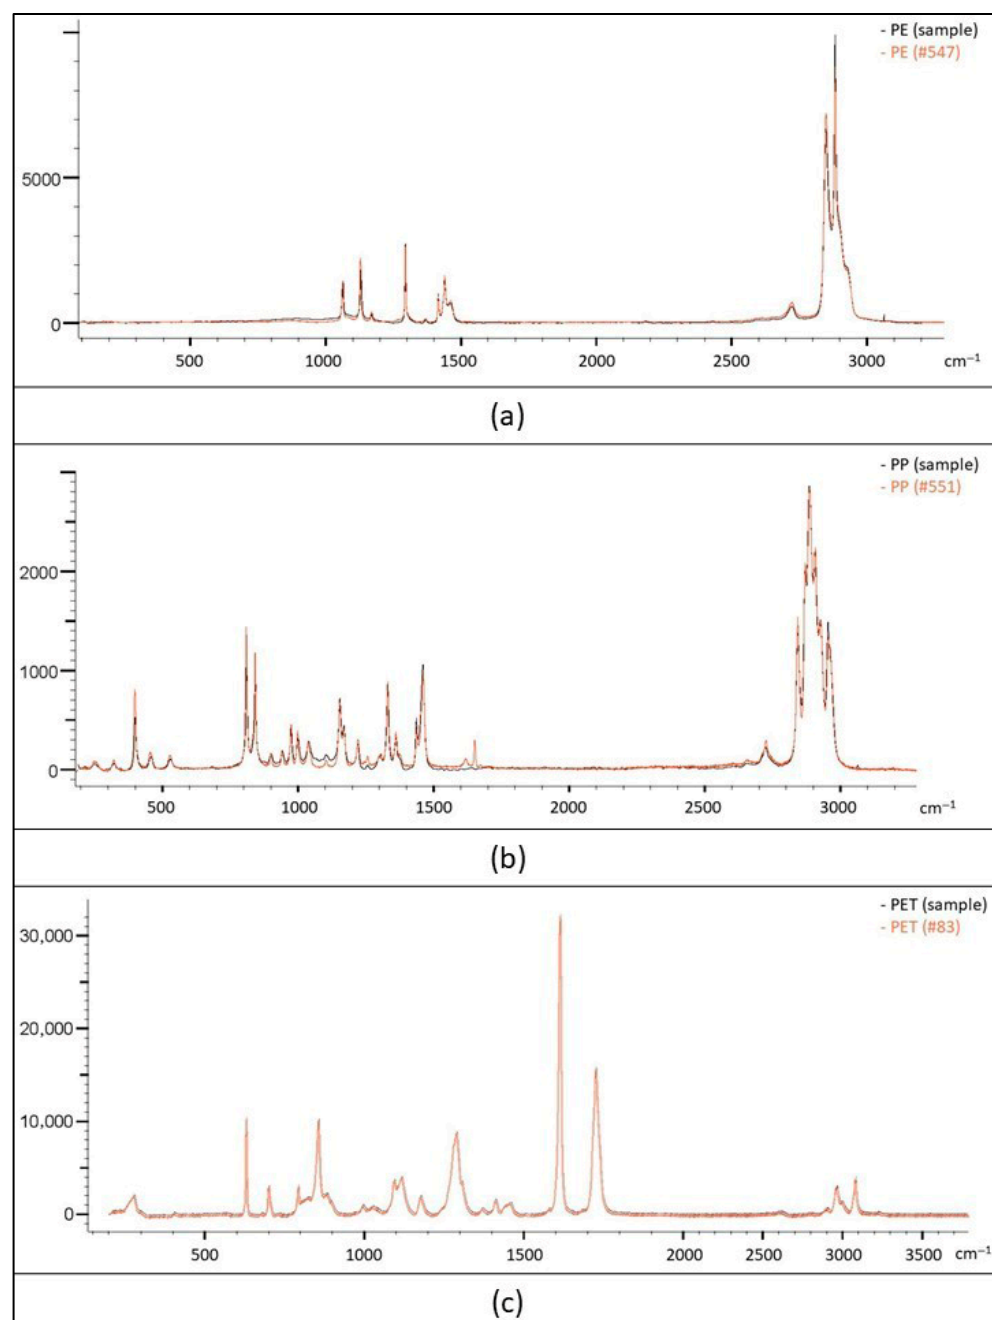 - PE (sample)
- PE (#547)
5000
0
500 1000 1500 2000 2500 3000 cm⁻¹
(a)
- PP (sample)
- PP (#551)
2000
1000
0
500 1000 1500 2000 2500 3000 cm⁻¹
(b)
- PET (sample)
- PET (#83)
30,000
20,000
10,000
0
500 1000 1500 2000 2500 3000 3500 cm⁻¹
(c)